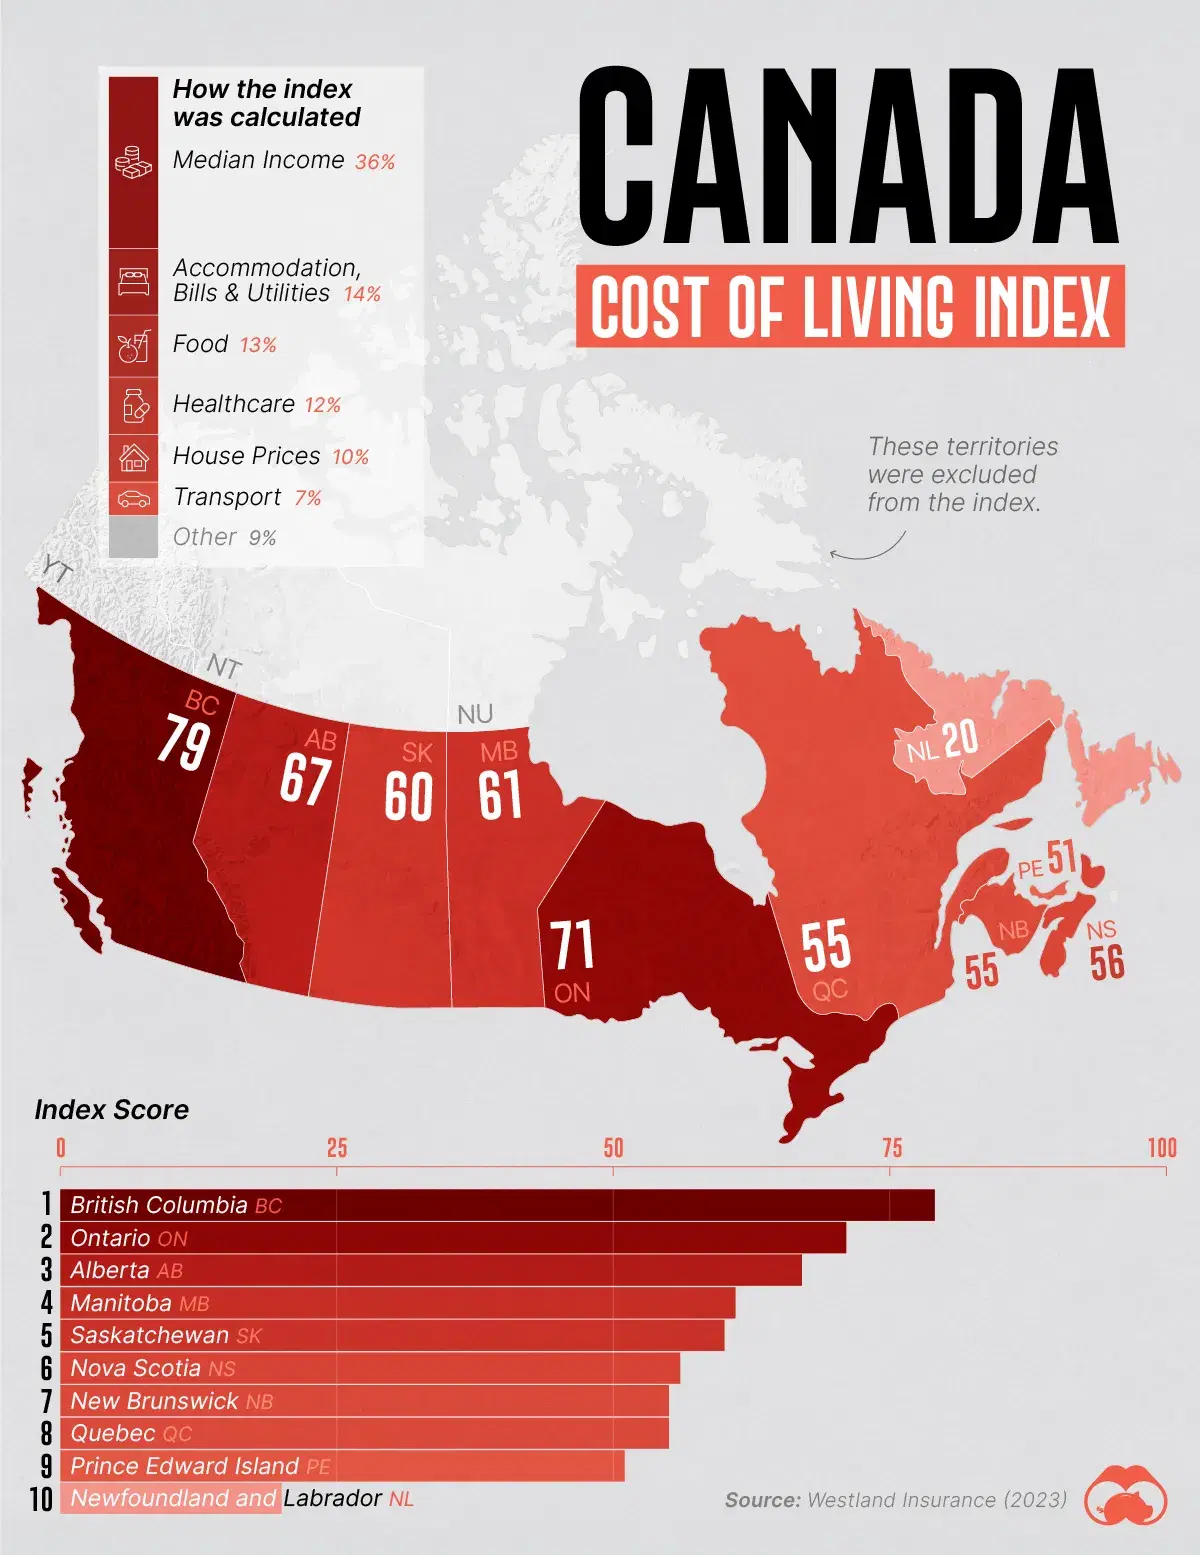 CANADA
COST OF LIVING INDEX
How the index
was calculated
Median Income 36%
Accommodation,
Bills & Utilities 14%
Food 13%
Healthcare 12%
House Prices 10%
Transport 7%
Other 9%
These territories
were excluded
from the index.
YT
NT
NU
BC
79
AB
67
SK
60
MB
61
71
ON
55
QC
NL 20
PE 51
NB
55
NS
56
Index Score
0 25 50 75 100
1 British Columbia BC
2 Ontario ON
3 Alberta AB
4 Manitoba MB
5 Saskatchewan SK
6 Nova Scotia NS
7 New Brunswick NB
8 Quebec QC
9 Prince Edward Island PE
10 Newfoundland and Labrador NL
Source: Westland Insurance (2023)